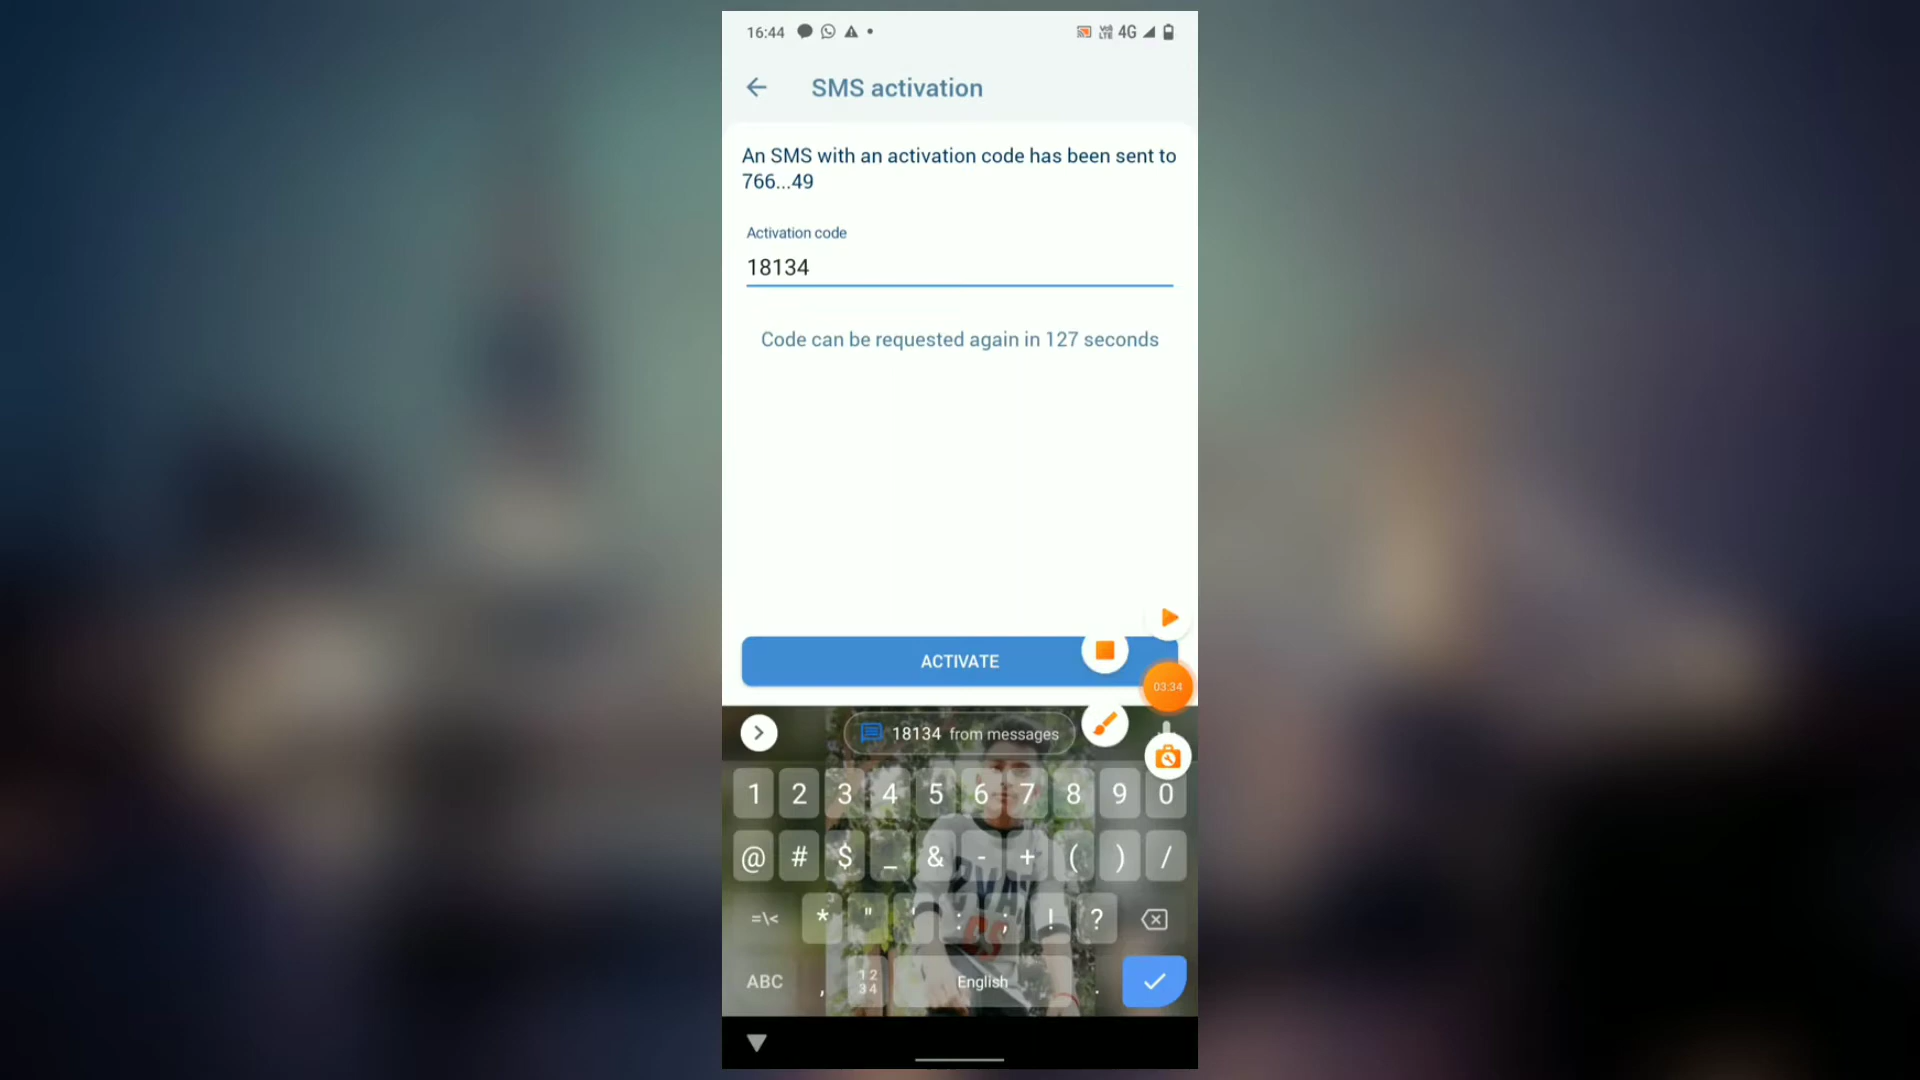 16:44 4G
SMS activation
An SMS with an activation code has been sent to
766...49
Activation code
18134
Code can be requested again in 127 seconds
ACTIVATE
03:34
18134 from messages
1 2 3 4 5 6 7 8 9 0
@ # $ _ & - + ( ) /
=\< * " ' : ; ! ?
ABC , 12 34 English .